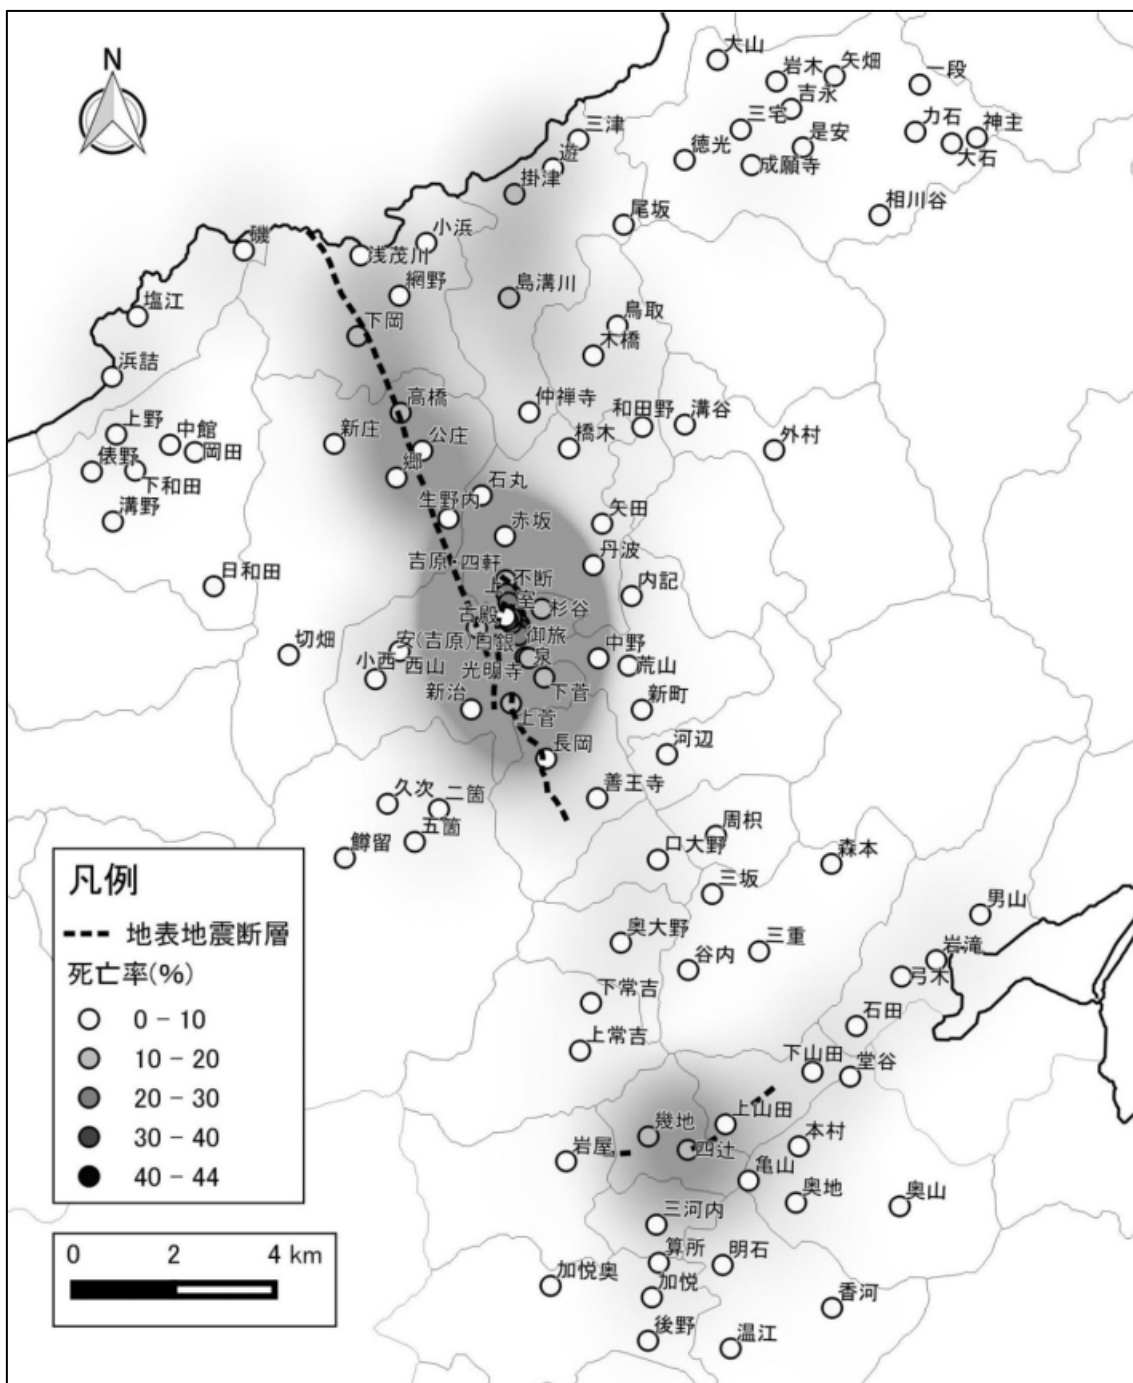 N
大山
岩木
矢畑
一段
吉永
三宅
力石
神主
三津
是安
大石
遊
徳光
成願寺
掛津
相川谷
尾坂
小浜
磯
浅茂川
網野
島溝川
塩江
鳥取
下岡
木橋
浜詰
高橋
仲禅寺
和田野
溝谷
上野
中館
新庄
公庄
橋木
外村
岡田
俵野
郷
下和田
石丸
生野内
溝野
赤坂
矢田
吉原・四軒
丹波
不断
日和田
上
内記
室
杉谷
古殿
御旅
安(吉原)
白銀
切畑
泉
中野
小西
西山
光明寺
荒山
下菅
新治
新町
上菅
長岡
河辺
久次
二箇
善王寺
五箇
周枳
鱒留
口大野
森本
三坂
男山
奥大野
三重
岩滝
谷内
弓木
下常吉
石田
上常吉
下山田
堂谷
上山田
幾地
本村
岩屋
四辻
亀山
奥地
奥山
三河内
算所
明石
加悦奥
加悦
香河
後野
温江
凡例
地表地震断層
死亡率(%)
0 − 10
10 − 20
20 − 30
30 − 40
40 − 44
0 2 4 km